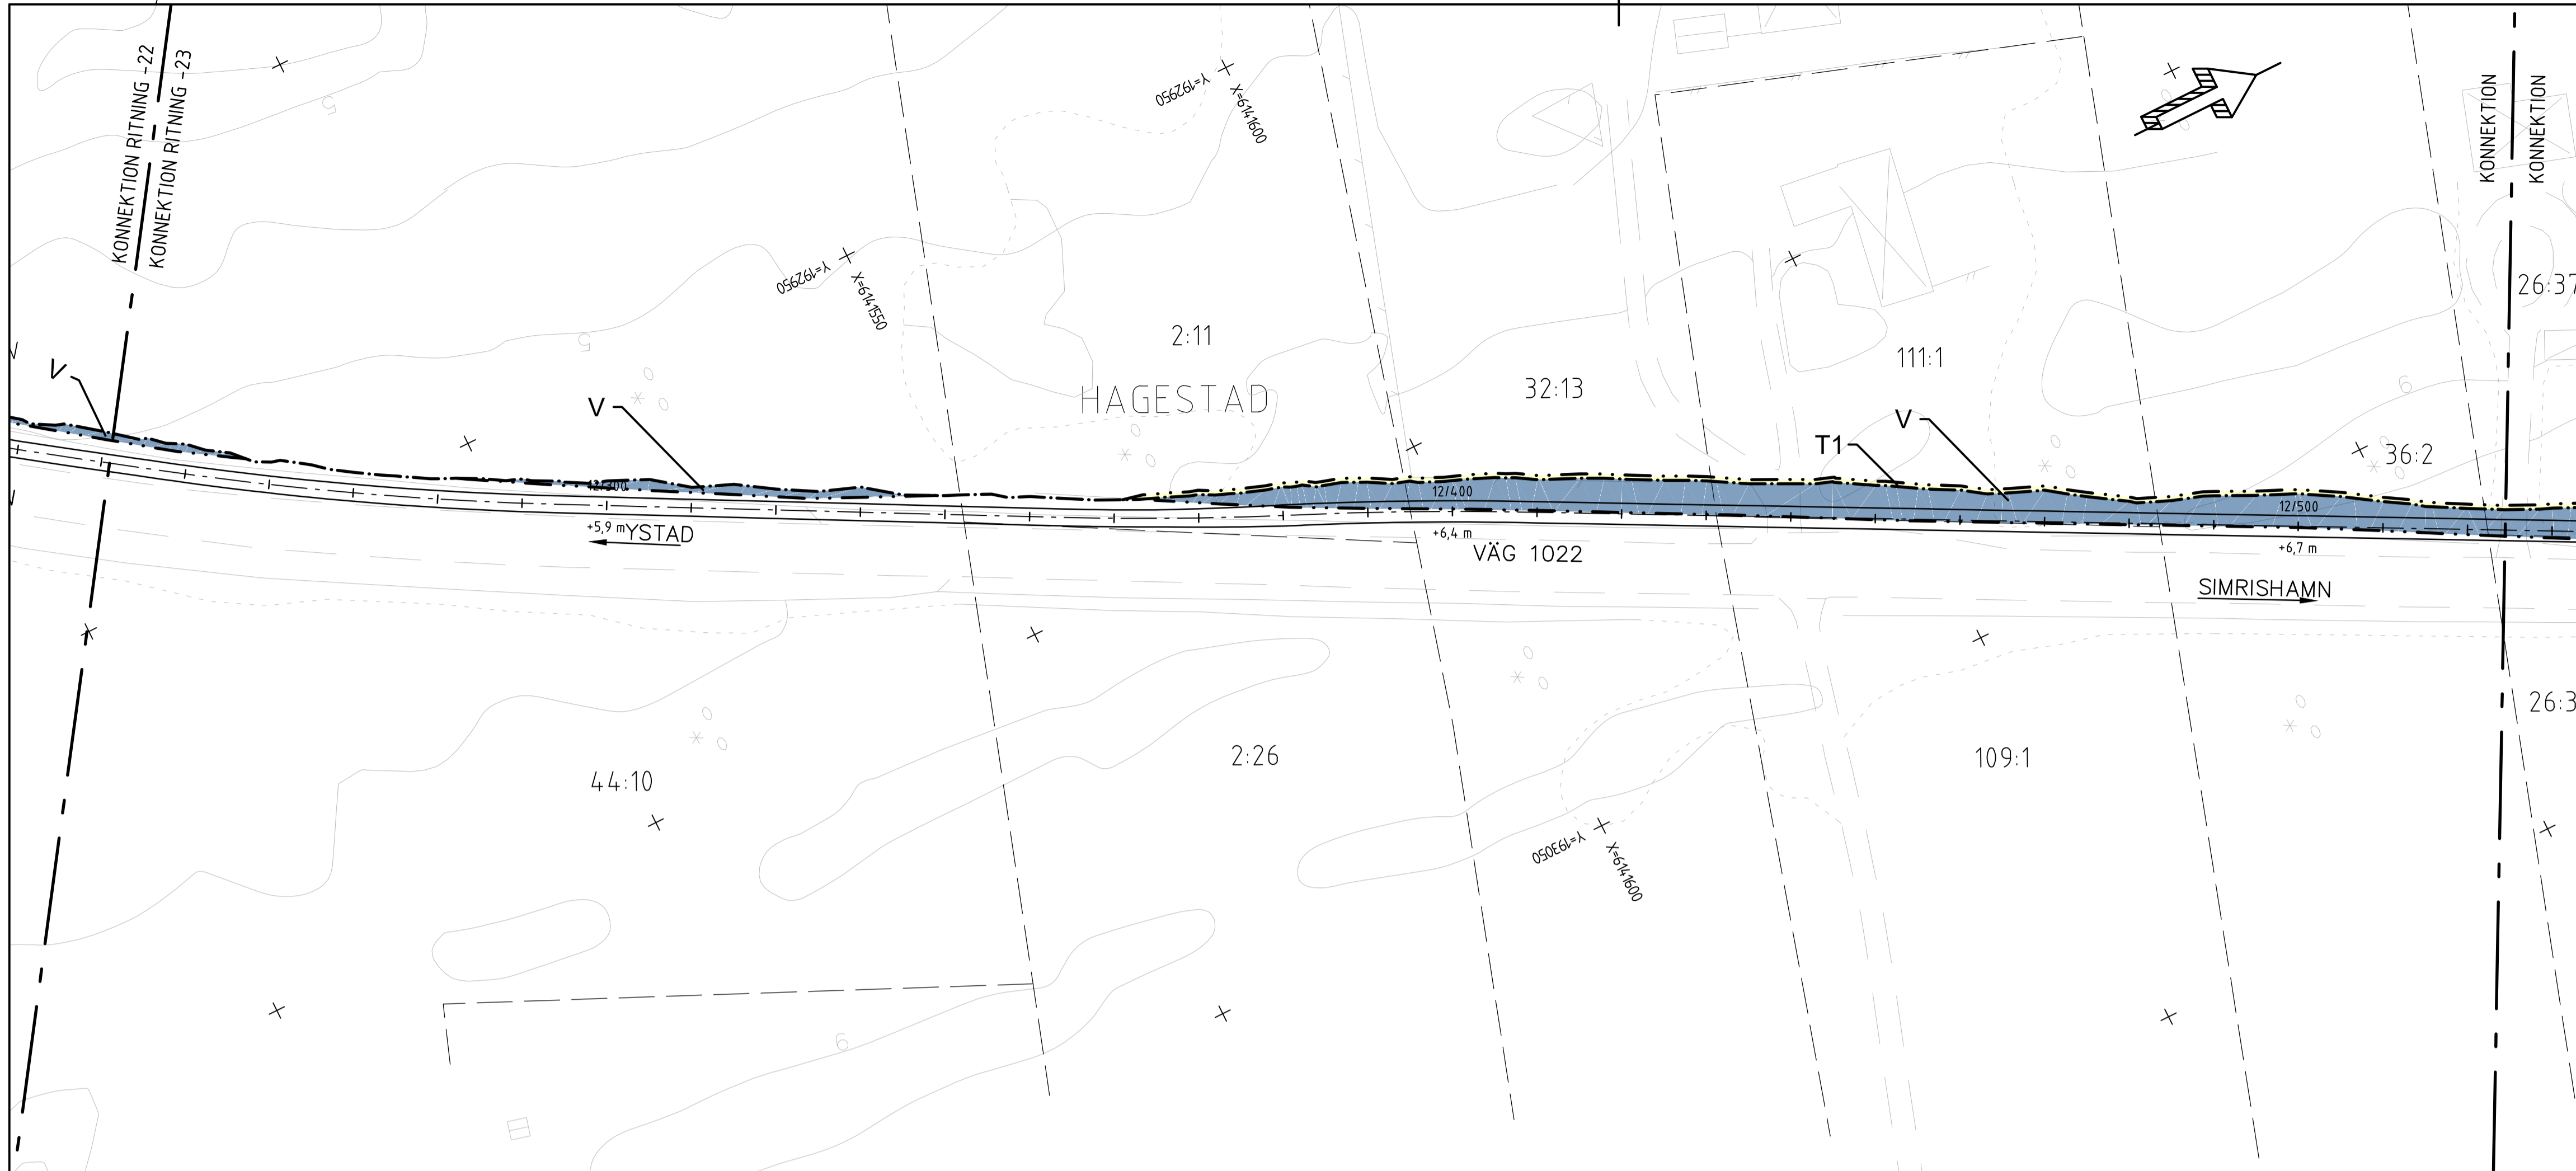 KONNEKTION RITNING -22
KONNEKTION RITNING -23
KONNEKTION
KONNEKTION
5
Y=192950
X=6141600
Y=192950
X=6141550
26:37
5
2:11
V
V
HAGESTAD
32:13
111:1
V
T1
6
36:2
12/300
12/400
12/500
+5,9 m
YSTAD
+6,4 m
VÄG 1022
+6,7 m
SIMRISHAMN
26:3
44:10
2:26
109:1
Y=193050
X=6141600
6